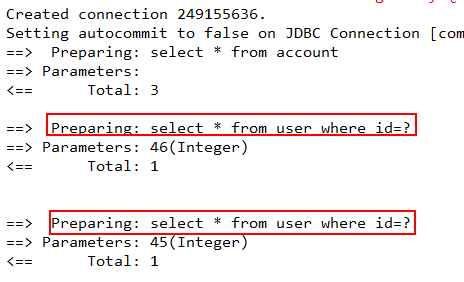 Created connection 249155636.
Setting autocommit to false on JDBC Connection [com
==>  Preparing: select * from account
==> Parameters:
<==      Total: 3
==>  Preparing: select * from user where id=?
==> Parameters: 46(Integer)
<==      Total: 1
==>  Preparing: select * from user where id=?
==> Parameters: 45(Integer)
<==      Total: 1